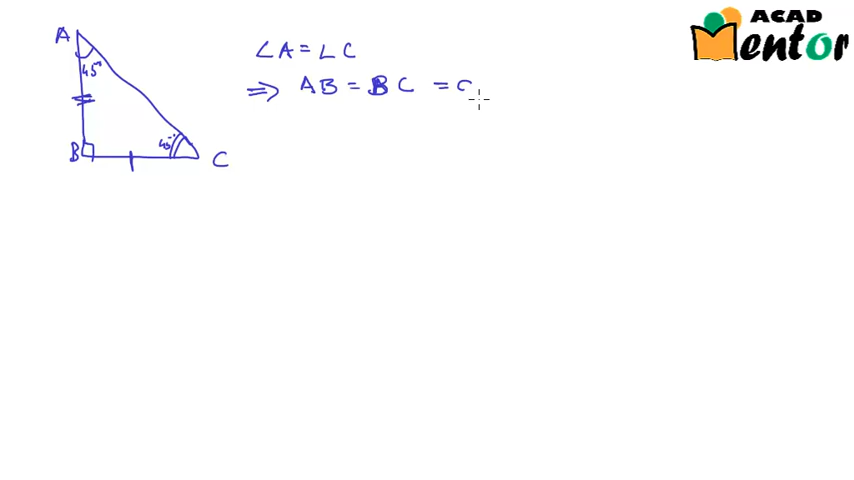 ACAD
mentor
A
45°
B
45°
C
∠A = ∠C
⇒ AB = BC = C